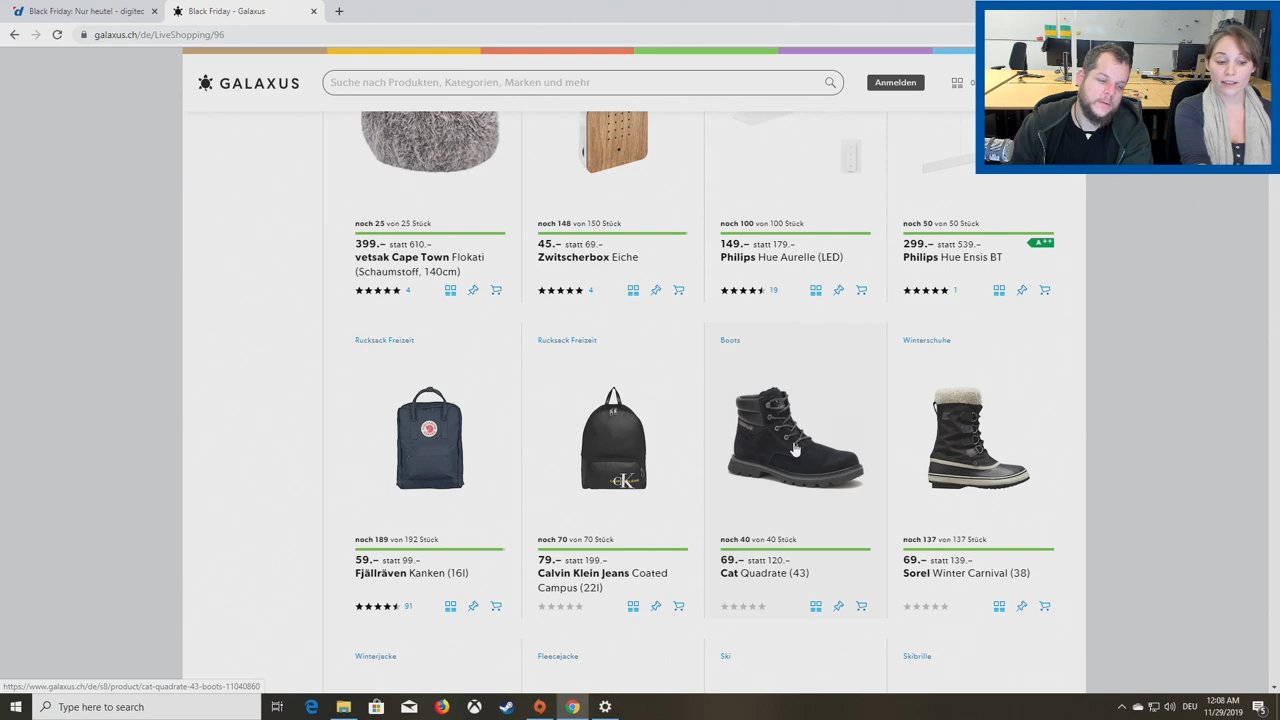 Black Friday: Nur heute! - digitec
Black Friday - Galaxus
galaxus.ch/de/LiveShopping/96
GALAXUS
Suche nach Produkten, Kategorien, Marken und mehr
Anmelden
0
noch 25 von 25 Stück
noch 148 von 150 Stück
noch 100 von 100 Stück
noch 50 von 50 Stück
399.– statt 610.–
45.– statt 69.–
149.– statt 179.–
299.– statt 539.–
A++
vetsak Cape Town Flokati
(Schaumstoff, 140cm)
Zwitscherbox Eiche
Philips Hue Aurelle (LED)
Philips Hue Ensis BT
4
4
19
1
Rucksack Freizeit
Rucksack Freizeit
Boots
Winterschuhe
noch 189 von 192 Stück
noch 70 von 70 Stück
noch 40 von 40 Stück
noch 137 von 137 Stück
59.– statt 99.–
79.– statt 199.–
69.– statt 120.–
69.– statt 139.–
Fjällräven Kanken (16l)
Calvin Klein Jeans Coated
Campus (22l)
Cat Quadrate (43)
Sorel Winter Carnival (38)
91
Winterjacke
Fleecejacke
Ski
Skibrille
https://www.galaxus.ch/de/s8/product/cat-quadrate-43-boots-11040860
Type here to search
DEU
12:08 AM
11/29/2019
5